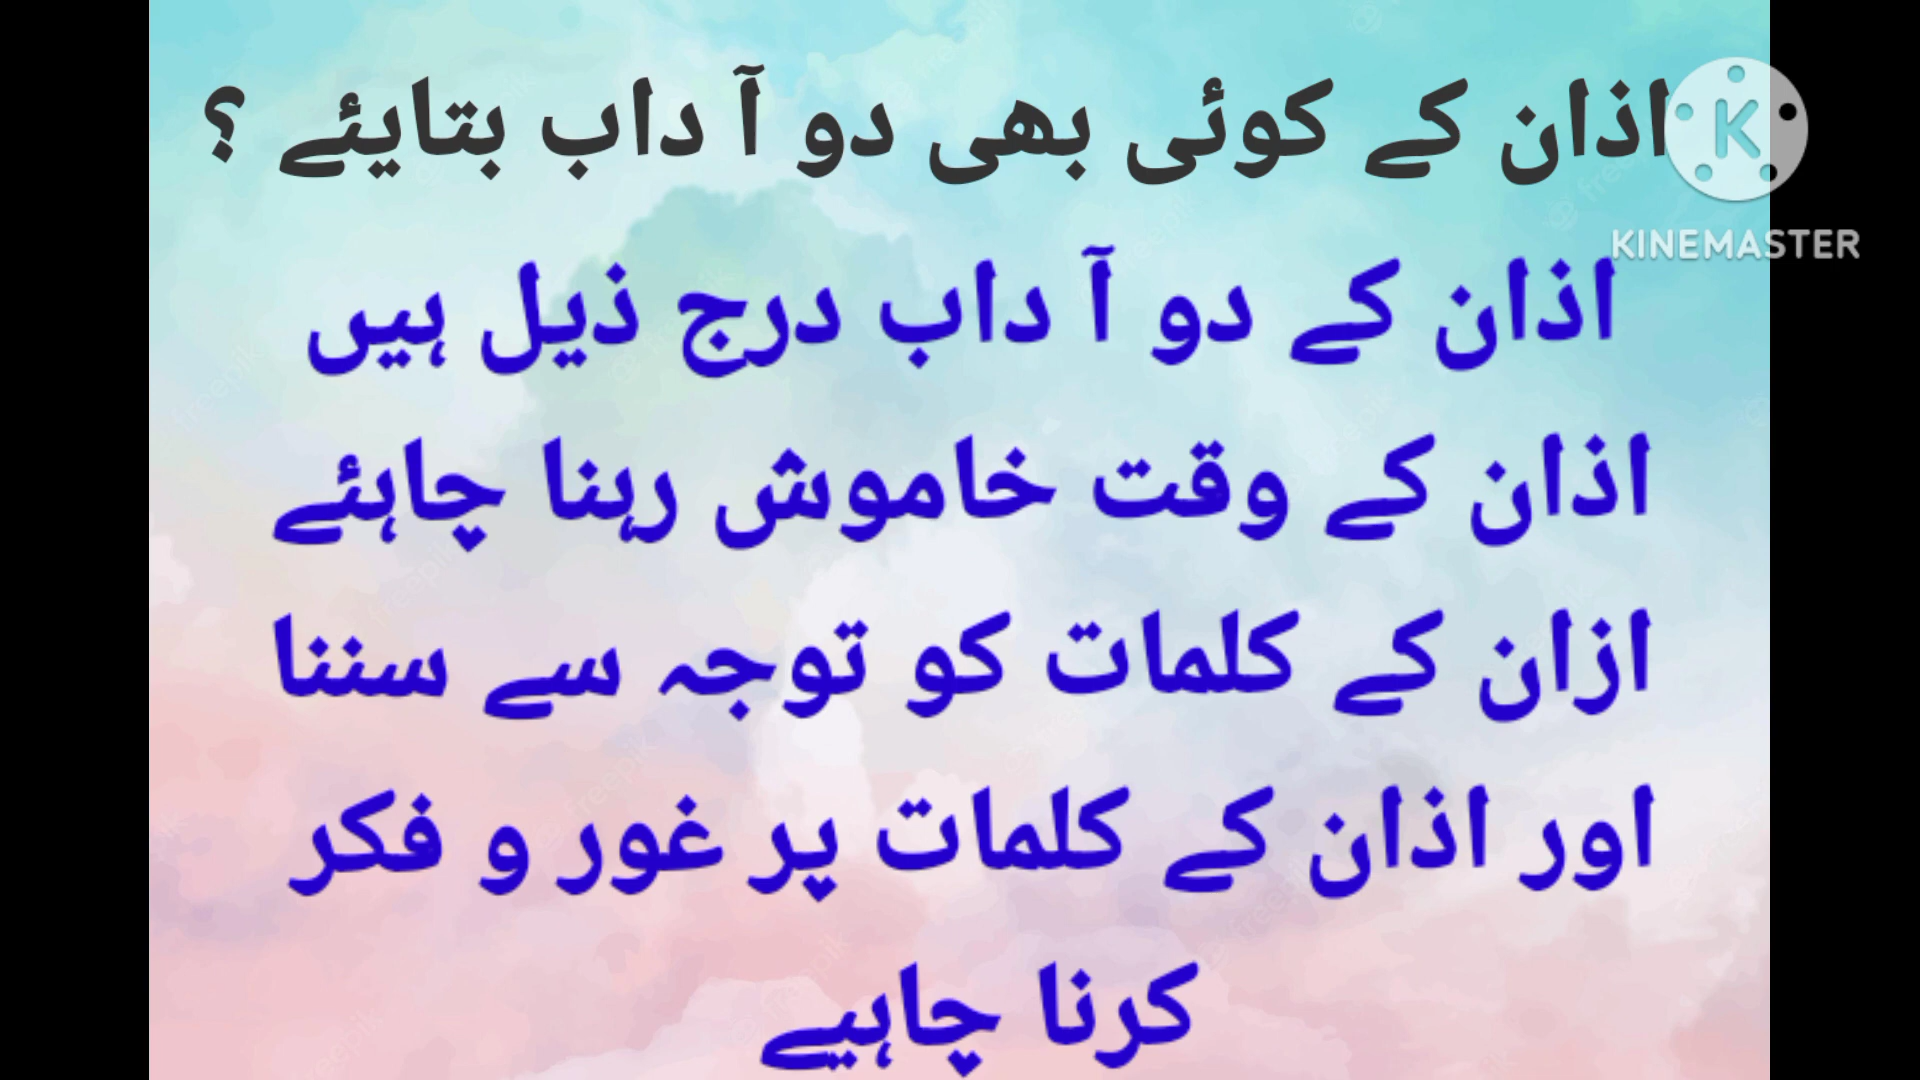 اذان کے کوئی بھی دو آ داب بتایئے ؟
KINEMASTER
اذان کے دو آ داب درج ذیل ہیں
اذان کے وقت خاموش رہنا چاہئے
ازان کے کلمات کو توجہ سے سننا
اور اذان کے کلمات پر غور و فکر
کرنا چاہیے